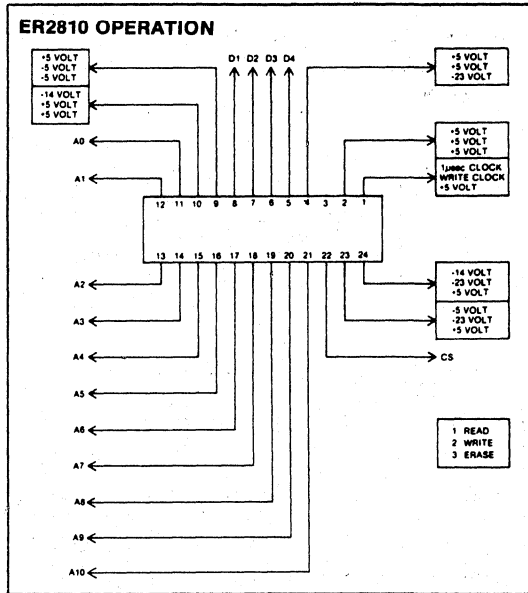 ER2810 OPERATION
+5 VOLT
-5 VOLT
-5 VOLT
-14 VOLT
+5 VOLT
+5 VOLT
D1 D2 D3 D4
+5 VOLT
+5 VOLT
-23 VOLT
+5 VOLT
+5 VOLT
+5 VOLT
1μsec CLOCK
WRITE CLOCK
+5 VOLT
A0
A1
12 11 10 9 8 7 6 5 4 3 2 1
13 14 15 16 17 18 19 20 21 22 23 24
A2
A3
A4
A5
A6
A7
A8
A9
A10
-14 VOLT
-23 VOLT
+5 VOLT
-5 VOLT
-23 VOLT
+5 VOLT
CS
1 READ
2 WRITE
3 ERASE